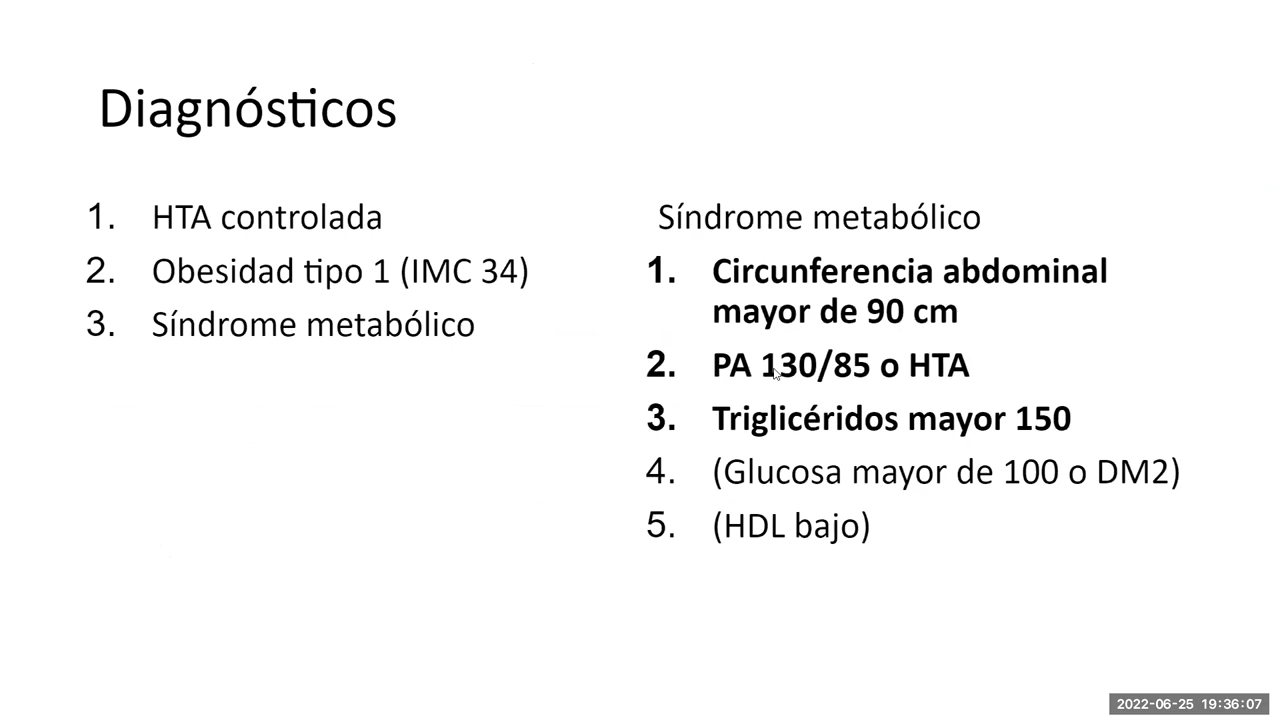 Diagnósticos
1. HTA controlada
2. Obesidad tipo 1 (IMC 34)
3. Síndrome metabólico
Síndrome metabólico
1. Circunferencia abdominal
mayor de 90 cm
2. PA 130/85 o HTA
3. Triglicéridos mayor 150
4. (Glucosa mayor de 100 o DM2)
5. (HDL bajo)
2022-06-25 19:36:07